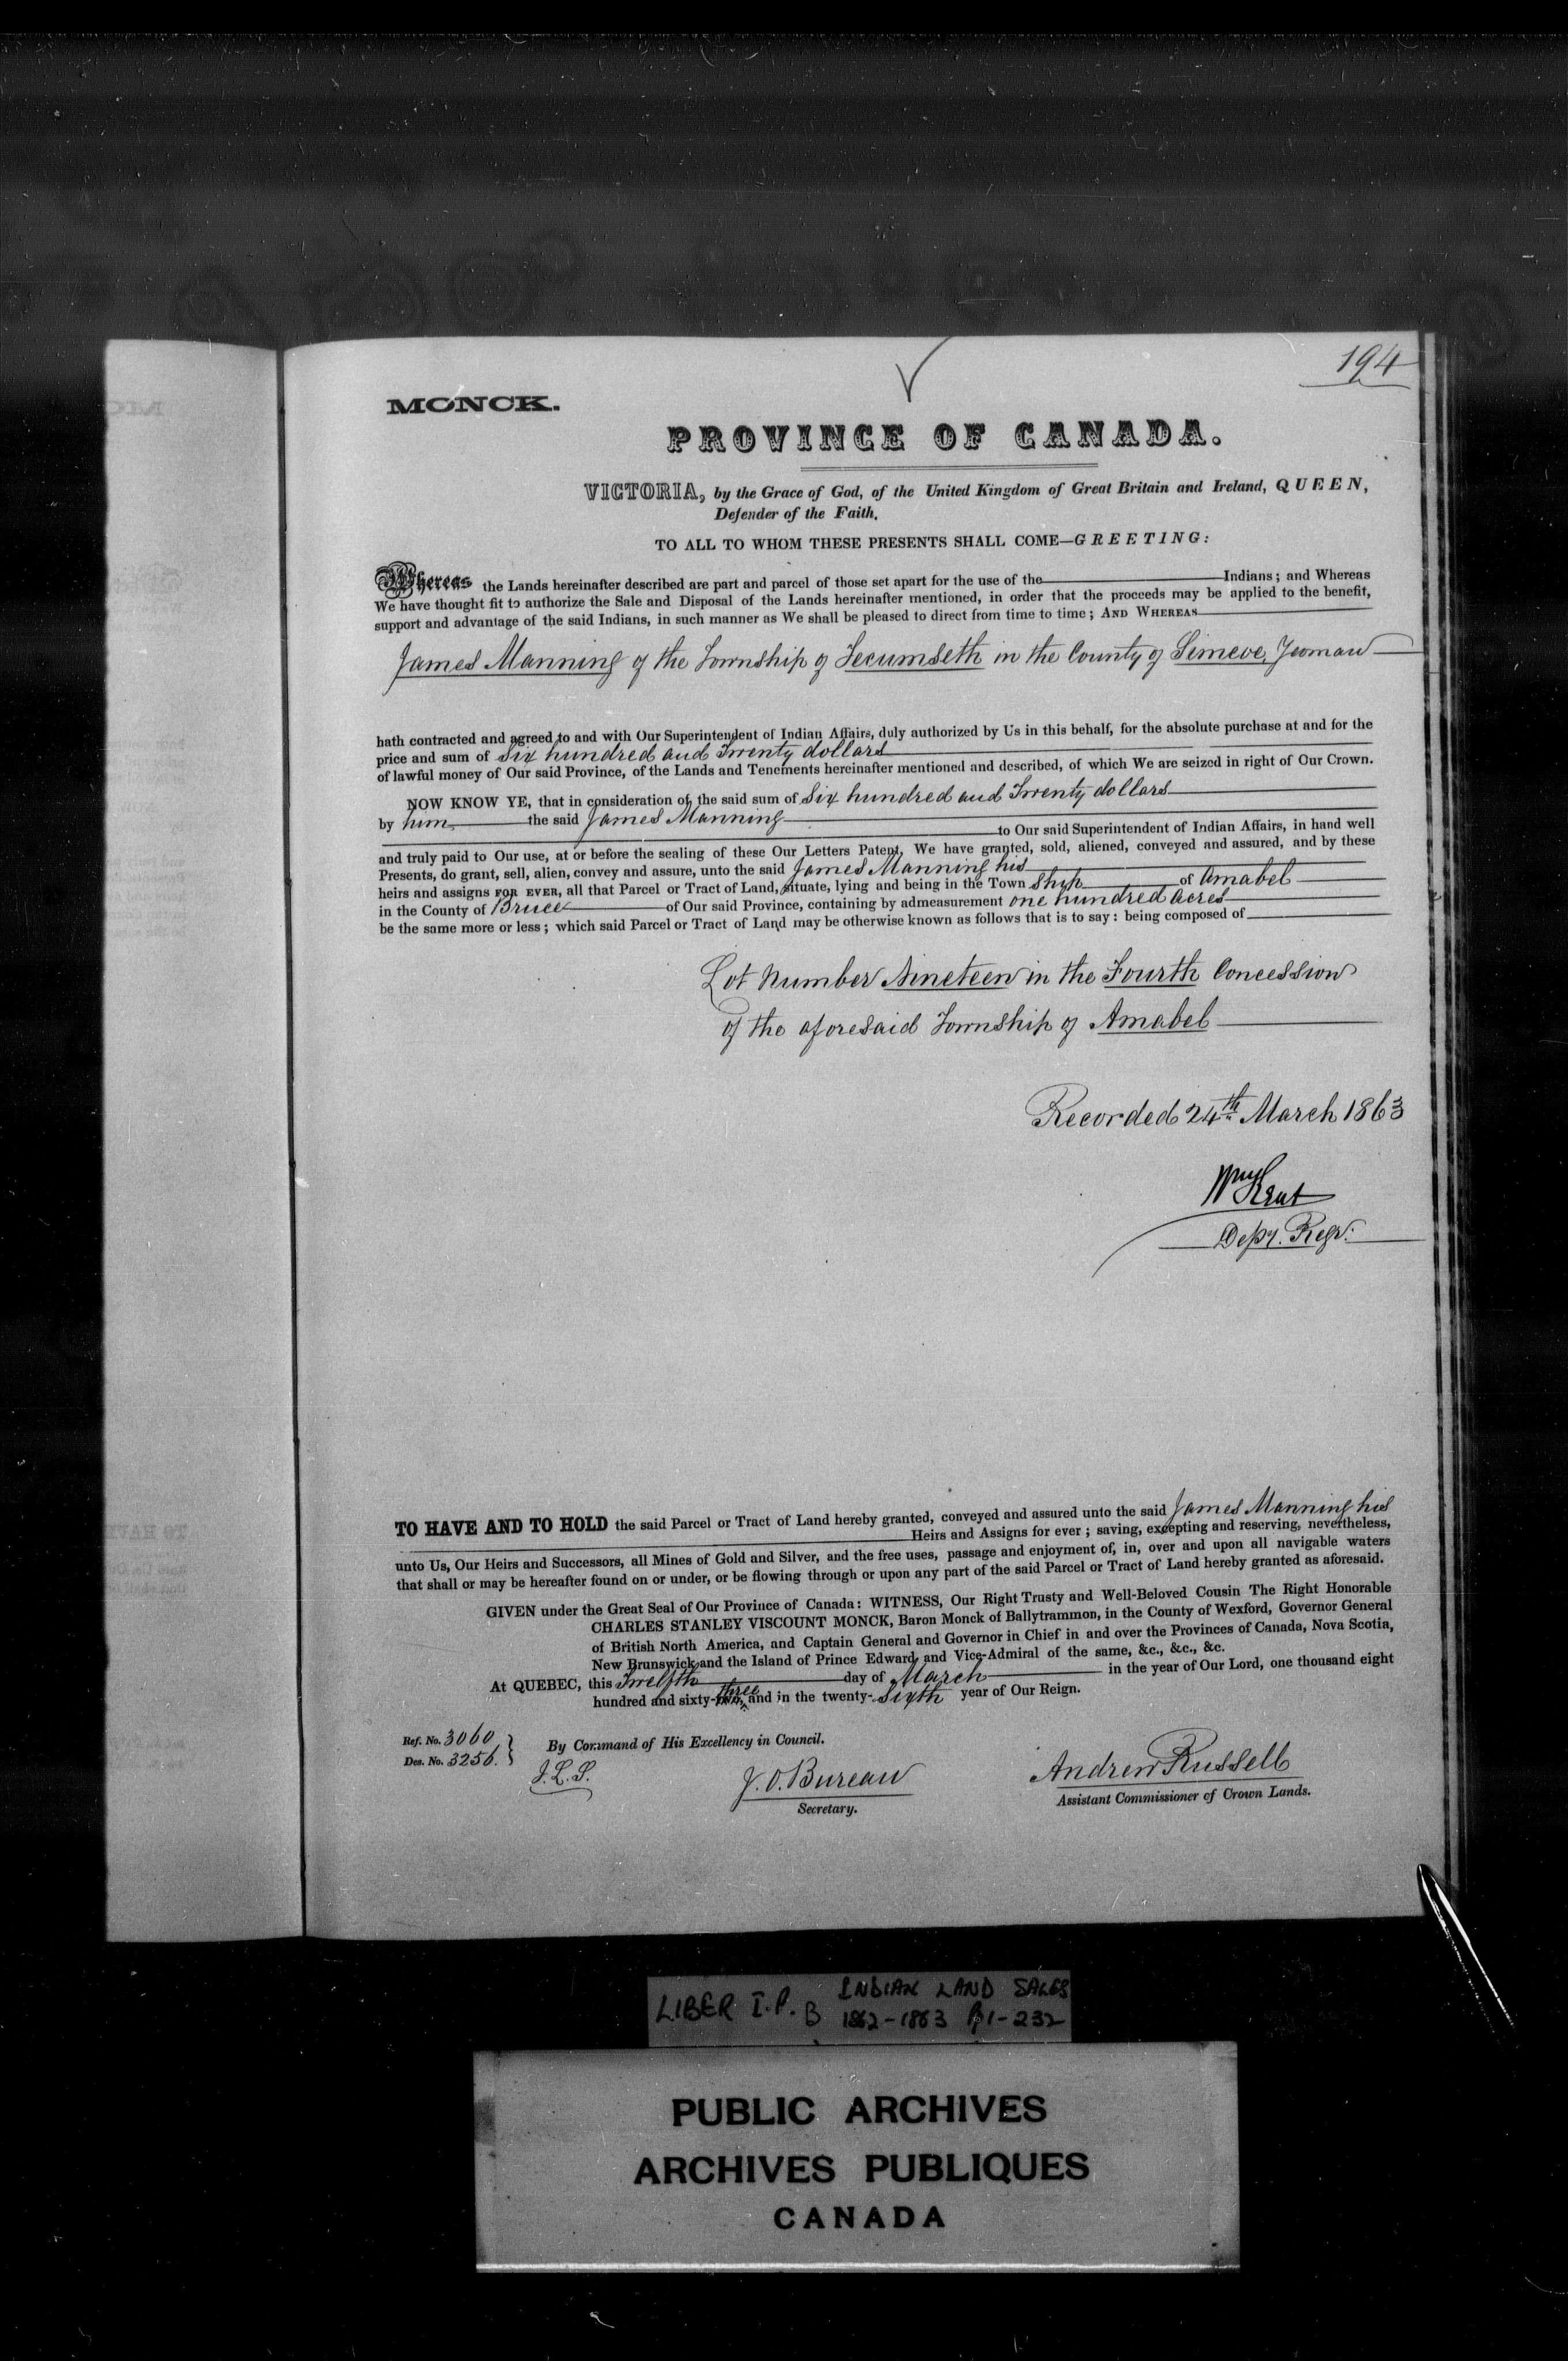 194
MONCK.
PROVINCE OF CANADA.
VICTORIA, by the Grace of God, of the United Kingdom of Great Britain and Ireland, QUEEN,
Defender of the Faith.
TO ALL TO WHOM THESE PRESENTS SHALL COME—GREETING:
Whereas the Lands hereinafter described are part and parcel of those set apart for the use of the Indians; and Whereas
We have thought fit to authorize the Sale and Disposal of the Lands hereinafter mentioned, in order that the proceeds may be applied to the benefit,
support and advantage of the said Indians, in such manner as We shall be pleased to direct from time to time; AND WHEREAS
James Manning of the Township of Tecumseth in the County of Simcoe, Yeoman
hath contracted and agreed to and with Our Superintendent of Indian Affairs, duly authorized by Us in this behalf, for the absolute purchase at and for the
price and sum of Six hundred and Twenty dollars
of lawful money of Our said Province, of the Lands and Tenements hereinafter mentioned and described, of which We are seized in right of Our Crown.
NOW KNOW YE, that in consideration of the said sum of Six hundred and Twenty dollars
by him the said James Manning
to Our said Superintendent of Indian Affairs, in hand well
and truly paid to Our use, at or before the sealing of these Our Letters Patent, We have granted, sold, aliened, conveyed and assured, and by these
Presents, do grant, sell, alien, convey and assure, unto the said James Manning his
heirs and assigns FOR EVER, all that Parcel or Tract of Land, situate, lying and being in the Town ship of Amabel
in the County of Bruce of Our said Province, containing by admeasurement one hundred acres
be the same more or less; which said Parcel or Tract of Land may be otherwise known as follows that is to say: being composed of
Lot Number Nineteen in the Fourth Concession
of the aforesaid Township of Amabel
Recorded 24th March 1863
Wm Kent
Depy. Regr.
TO HAVE AND TO HOLD the said Parcel or Tract of Land hereby granted, conveyed and assured unto the said James Manning his
Heirs and Assigns for ever; saving, excepting and reserving, nevertheless,
unto Us, Our Heirs and Successors, all Mines of Gold and Silver, and the free uses, passage and enjoyment of, in, over and upon all navigable waters
that shall or may be hereafter found on or under, or be flowing through or upon any part of the said Parcel or Tract of Land hereby granted as aforesaid.
GIVEN under the Great Seal of Our Province of Canada: WITNESS, Our Right Trusty and Well-Beloved Cousin The Right Honorable
CHARLES STANLEY VISCOUNT MONCK, Baron Monck of Ballytrammon, in the County of Wexford, Governor General
of British North America, and Captain General and Governor in Chief in and over the Provinces of Canada, Nova Scotia,
New Brunswick and the Island of Prince Edward, and Vice-Admiral of the same, &c., &c., &c.
At QUEBEC, this Twelfth day of March in the year of Our Lord, one thousand eight
hundred and sixty-two, three and in the twenty-sixth year of Our Reign.
Ref. No. 3060
Des. No. 3256.
By Command of His Excellency in Council.
J.L.S.
J. O. Bureau
Secretary.
Andrew Russell
Assistant Commissioner of Crown Lands.
LIBER I.P. B INDIAN LAND SALES
1862-1863 Pg 1-232
PUBLIC ARCHIVES
ARCHIVES PUBLIQUES
CANADA